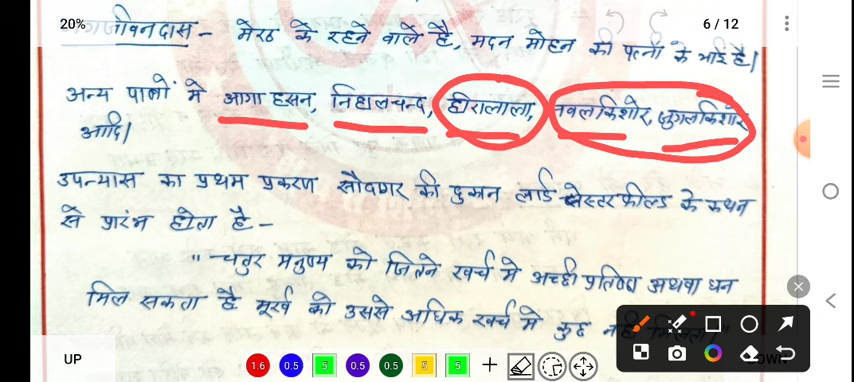 20%
6 / 12
जीवनदास - मेरठ के रहने वाले है, मदन मोहन की पत्नी के भाई है।
अन्य पात्रों मे आगा हसन, निहालचन्द, हीरालाल, नवलकिशोर, जुगलकिशोर
आदि।
उपन्यास का प्रथम प्रकरण सौदागर की दुकान लार्ड चेस्टरफील्ड के कथन
से प्रारंभ होता है -
"चतुर मनुष्य को जितने खर्च मे अच्छी प्रतिष्ठा अथवा धन
मिल सकता है मूर्ख को उससे अधिक खर्च मे कुछ
UP
1.6 0.5 5 0.5 0.5 5 5